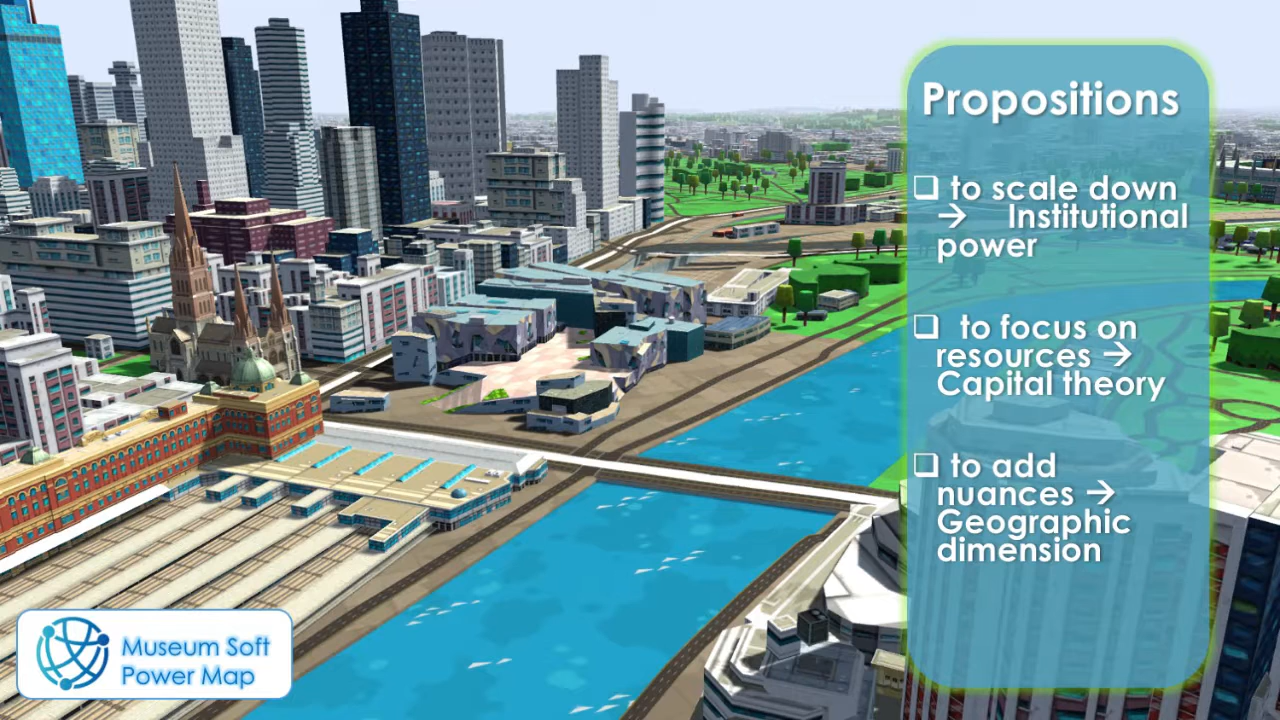 Propositions
❑ to scale down
→ Institutional
power
❑ to focus on
resources →
Capital theory
❑ to add
nuances →
Geographic
dimension
Museum Soft
Power Map